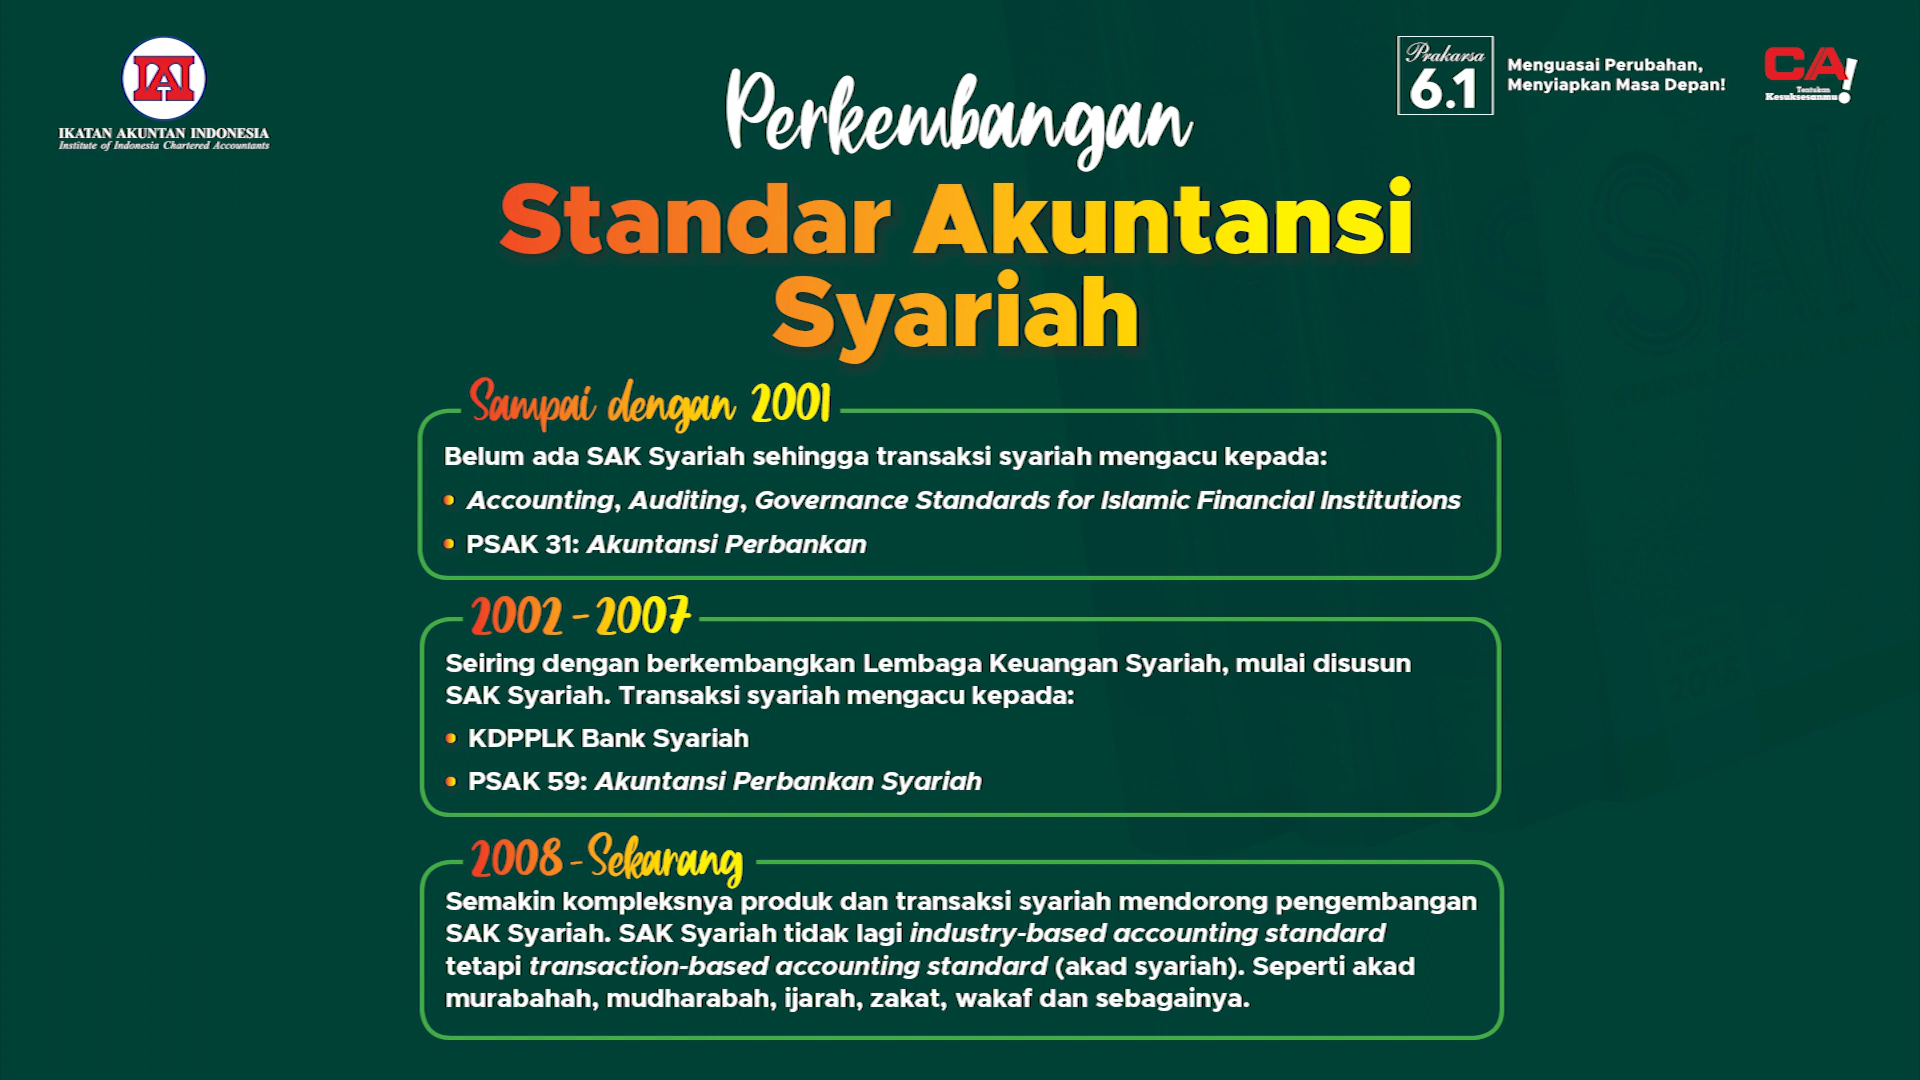 IAI
IKATAN AKUNTAN INDONESIA
Institute of Indonesia Chartered Accountants
Prakarsa
6.1
Menguasai Perubahan,
Menyiapkan Masa Depan!
CA!
Tentukan
Kesuksesanmu
Perkembangan
Standar Akuntansi
Syariah
Sampai dengan 2001
Belum ada SAK Syariah sehingga transaksi syariah mengacu kepada:
• Accounting, Auditing, Governance Standards for Islamic Financial Institutions
• PSAK 31: Akuntansi Perbankan
2002 - 2007
Seiring dengan berkembangkan Lembaga Keuangan Syariah, mulai disusun
SAK Syariah. Transaksi syariah mengacu kepada:
• KDPPLK Bank Syariah
• PSAK 59: Akuntansi Perbankan Syariah
2008 - Sekarang
Semakin kompleksnya produk dan transaksi syariah mendorong pengembangan
SAK Syariah. SAK Syariah tidak lagi industry-based accounting standard
tetapi transaction-based accounting standard (akad syariah). Seperti akad
murabahah, mudharabah, ijarah, zakat, wakaf dan sebagainya.
SAK